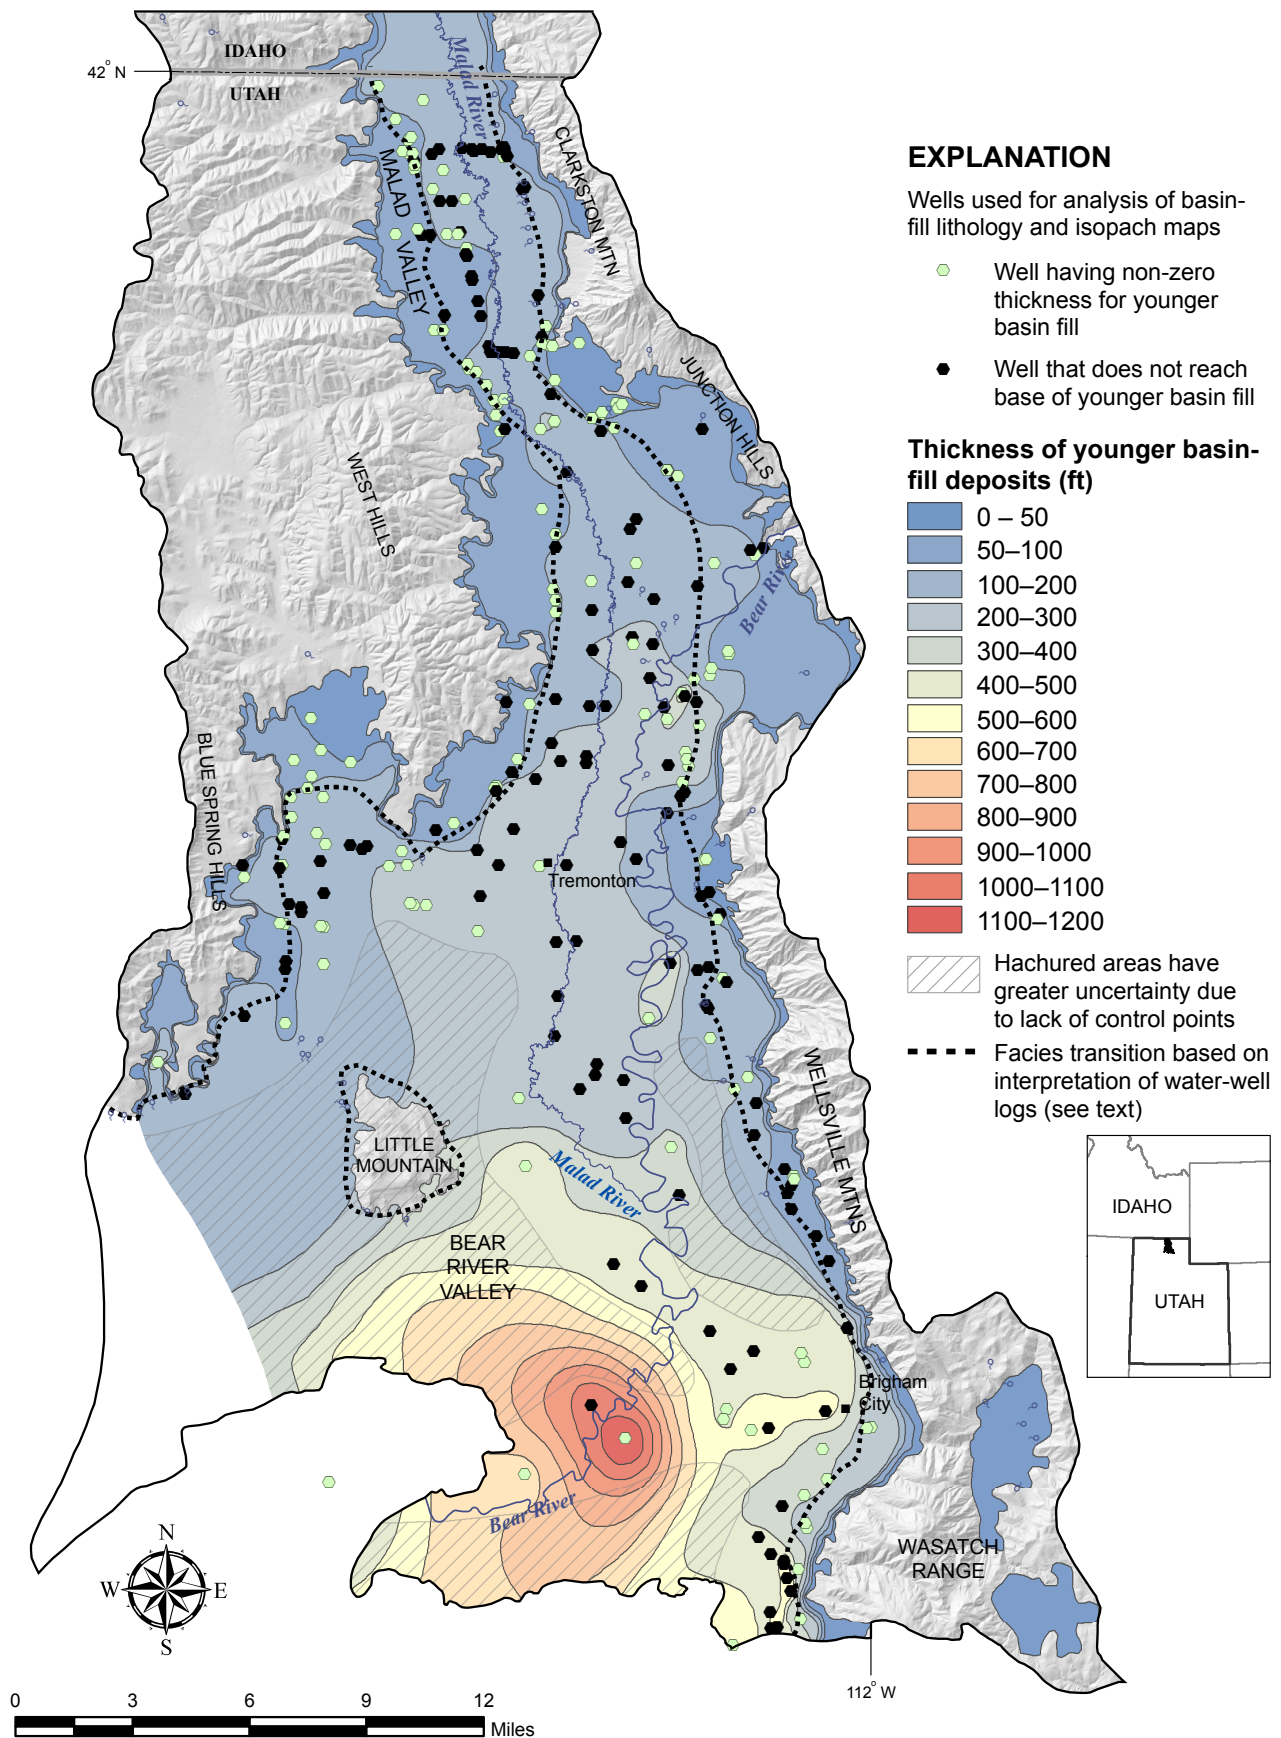 IDAHO
42° N
UTAH
Malad River
CLARKSTON MTN
MALAD
VALLEY
JUNCTION HILLS
WEST HILLS
Bear River
BLUE SPRING HILLS
Tremonton
WELLSVILLE MTNS
LITTLE
MOUNTAIN
Malad River
BEAR
RIVER
VALLEY
Brigham
City
Bear River
WASATCH
RANGE
112° W
N
W
E
S
0
3
6
9
12
Miles
EXPLANATION
Wells used for analysis of basin-
fill lithology and isopach maps
Well having non-zero
thickness for younger
basin fill
Well that does not reach
base of younger basin fill
Thickness of younger basin-
fill deposits (ft)
0 – 50
50–100
100–200
200–300
300–400
400–500
500–600
600–700
700–800
800–900
900–1000
1000–1100
1100–1200
Hachured areas have
greater uncertainty due
to lack of control points
Facies transition based on
interpretation of water-well
logs (see text)
IDAHO
UTAH